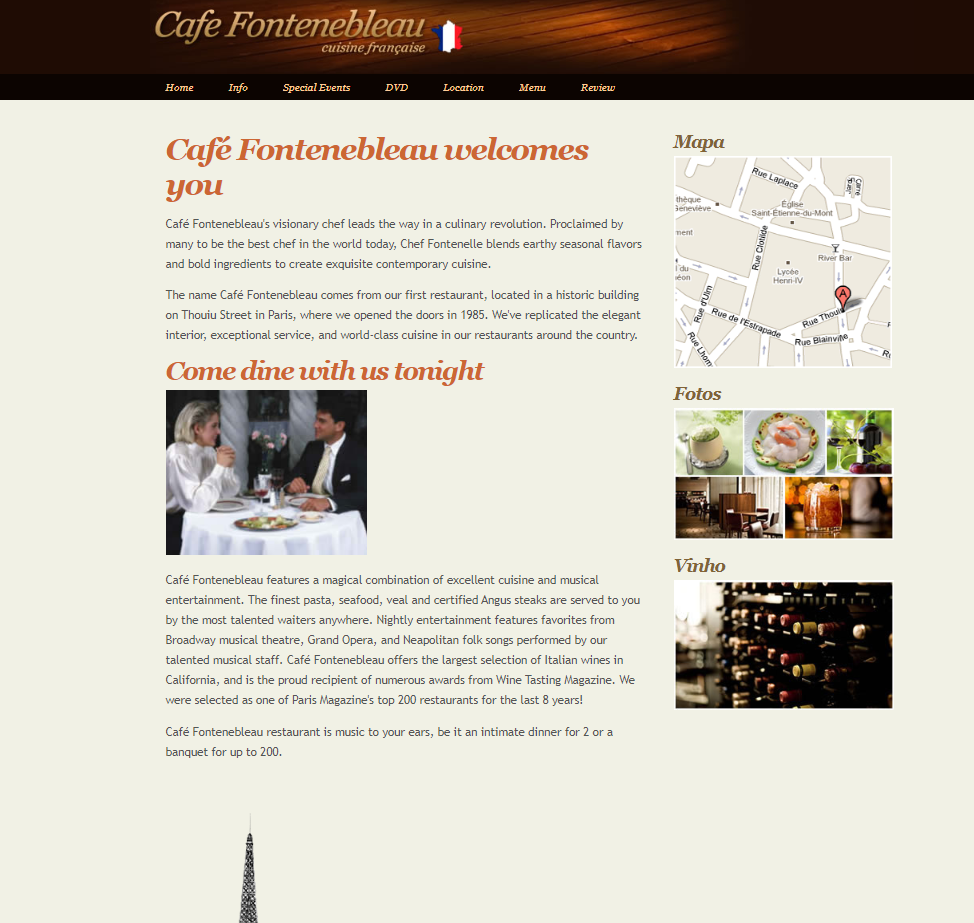 Cafe Fontenebleau
cuisine française
Home Info Special Events DVD Location Menu Review
Café Fontenebleau welcomes
you
Café Fontenebleau's visionary chef leads the way in a culinary revolution. Proclaimed by
many to be the best chef in the world today, Chef Fontenelle blends earthy seasonal flavors
and bold ingredients to create exquisite contemporary cuisine.
The name Café Fontenebleau comes from our first restaurant, located in a historic building
on Thouiu Street in Paris, where we opened the doors in 1985. We've replicated the elegant
interior, exceptional service, and world-class cuisine in our restaurants around the country.
Come dine with us tonight
Café Fontenebleau features a magical combination of excellent cuisine and musical
entertainment. The finest pasta, seafood, veal and certified Angus steaks are served to you
by the most talented waiters anywhere. Nightly entertainment features favorites from
Broadway musical theatre, Grand Opera, and Neapolitan folk songs performed by our
talented musical staff. Café Fontenebleau offers the largest selection of Italian wines in
California, and is the proud recipient of numerous awards from Wine Tasting Magazine. We
were selected as one of Paris Magazine's top 200 restaurants for the last 8 years!
Café Fontenebleau restaurant is music to your ears, be it an intimate dinner for 2 or a
banquet for up to 200.
Mapa
Rue Laplace
Carré
thèque
Geneviève
Église
Saint-Étienne-du-Mont
ment
Rue Clotilde
River Bar
Lycée
Henri-IV
l du
héon
A
Rue d'Ulm
Rue de l'Estrapade
Rue Thoui
Rue Blainville
Rue Lhom
Ru
Fotos
Vinho